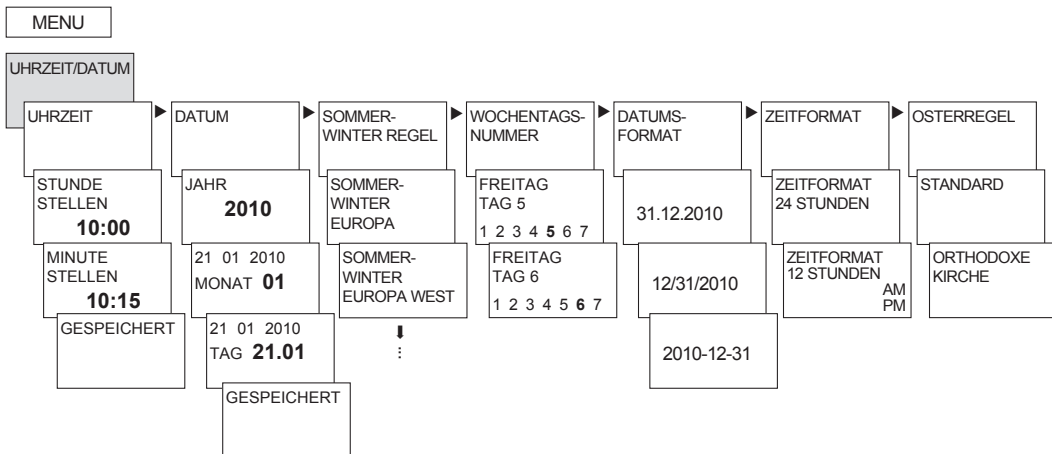 MENU
UHRZEIT/DATUM
UHRZEIT
STUNDE
STELLEN
10:00
MINUTE
STELLEN
10:15
GESPEICHERT
DATUM
JAHR
2010
21 01 2010
MONAT 01
21 01 2010
TAG 21.01
GESPEICHERT
SOMMER-
WINTER REGEL
SOMMER-
WINTER
EUROPA
SOMMER-
WINTER
EUROPA WEST
WOCHENTAGS-
NUMMER
FREITAG
TAG 5
1 2 3 4 5 6 7
FREITAG
TAG 6
1 2 3 4 5 6 7
DATUMS-
FORMAT
31.12.2010
12/31/2010
2010-12-31
ZEITFORMAT
ZEITFORMAT
24 STUNDEN
ZEITFORMAT
12 STUNDEN
AM
PM
OSTERREGEL
STANDARD
ORTHODOXE
KIRCHE